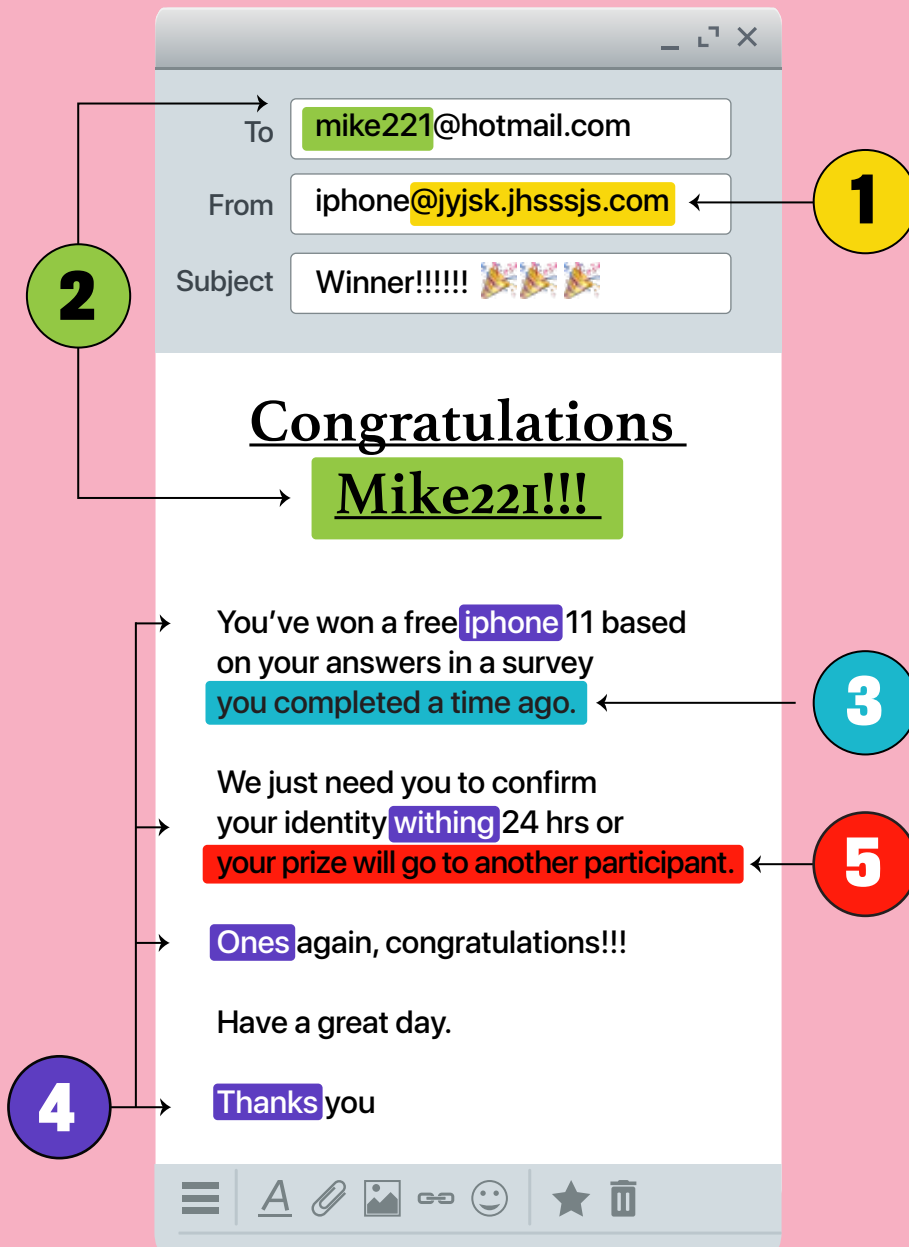 To mike221@hotmail.com
1
From iphone@jyjsk.jhsssjs.com
2
Subject Winner!!!!!! 🎉🎉🎉
Congratulations
Mike221!!!
You’ve won a free iphone 11 based
on your answers in a survey
you completed a time ago.
3
We just need you to confirm
your identity withing 24 hrs or
your prize will go to another participant.
5
Ones again, congratulations!!!
Have a great day.
4
Thanks you
A